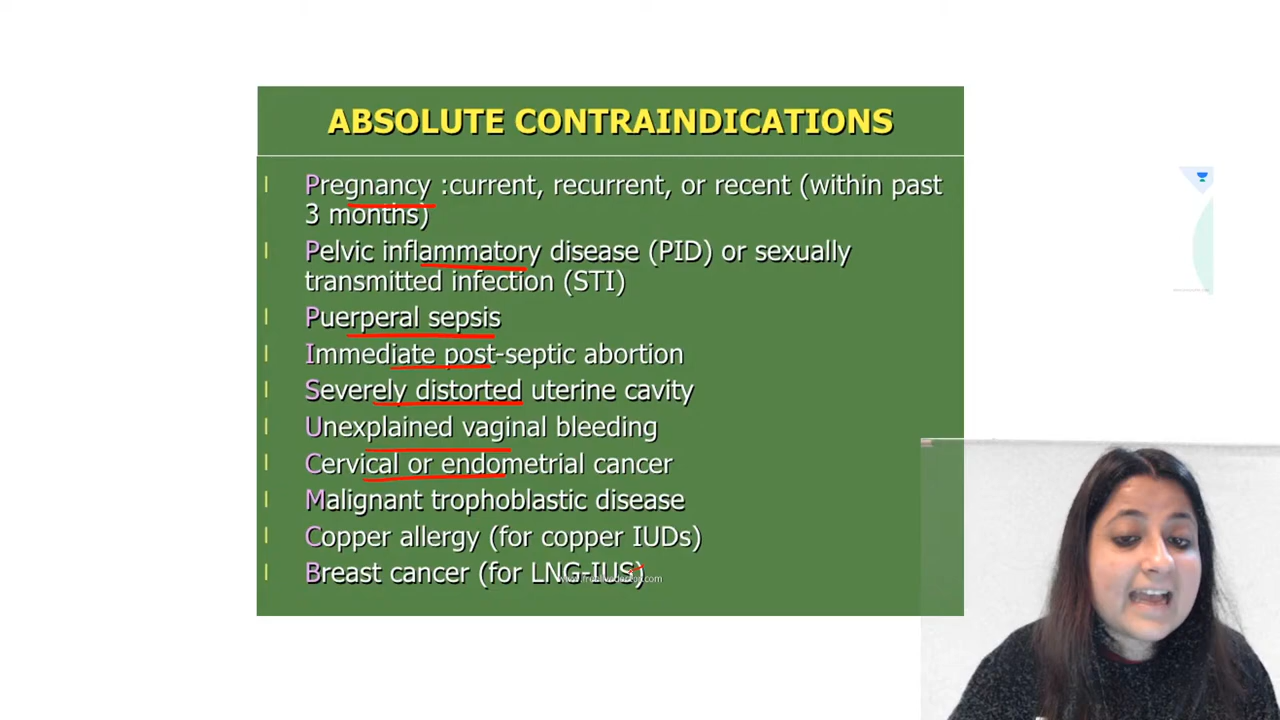 ABSOLUTE CONTRAINDICATIONS
Pregnancy :current, recurrent, or recent (within past
3 months)
Pelvic inflammatory disease (PID) or sexually
transmitted infection (STI)
Puerperal sepsis
Immediate post-septic abortion
Severely distorted uterine cavity
Unexplained vaginal bleeding
Cervical or endometrial cancer
Malignant trophoblastic disease
Copper allergy (for copper IUDs)
Breast cancer (for LNG-IUS)